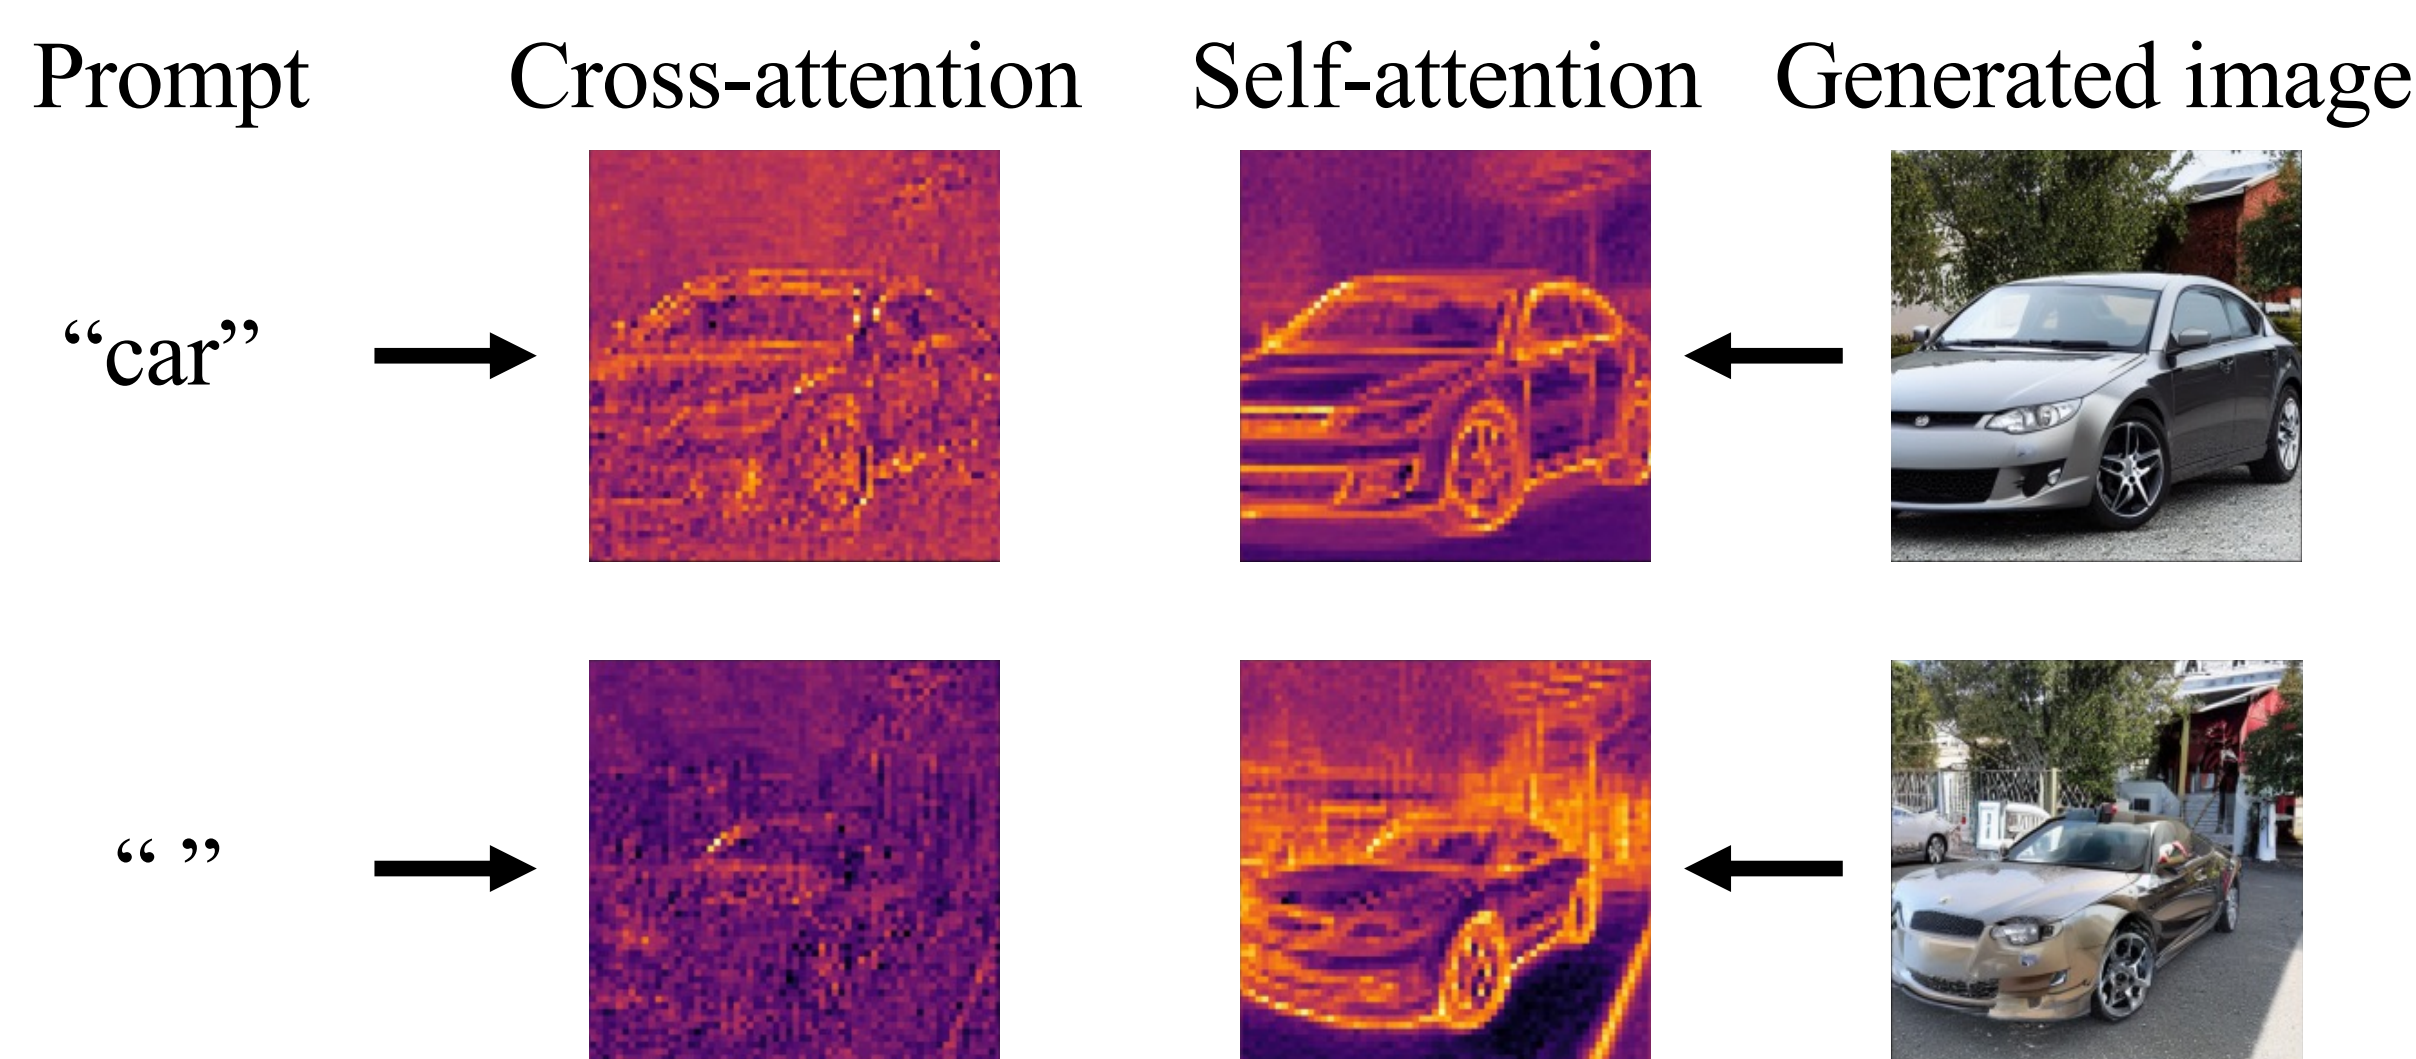 Prompt Cross-attention Self-attention Generated image
“car”
“ ”